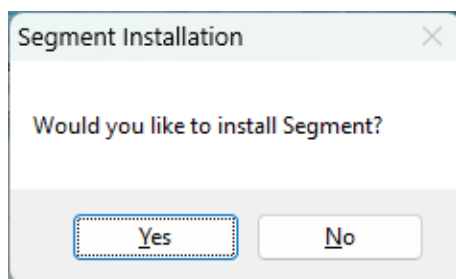 Segment Installation
Would you like to install Segment?
Yes
No